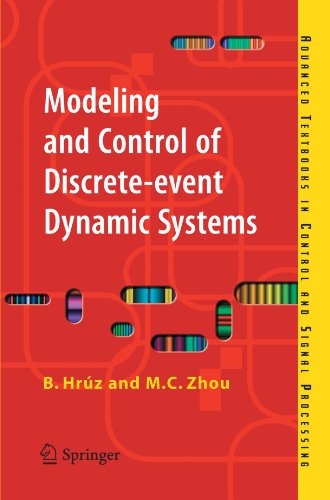 Modeling
and Control of
Discrete-event
Dynamic Systems
B. Hrúz and M.C. Zhou
Springer
Advanced Textbooks in Control and Signal Processing